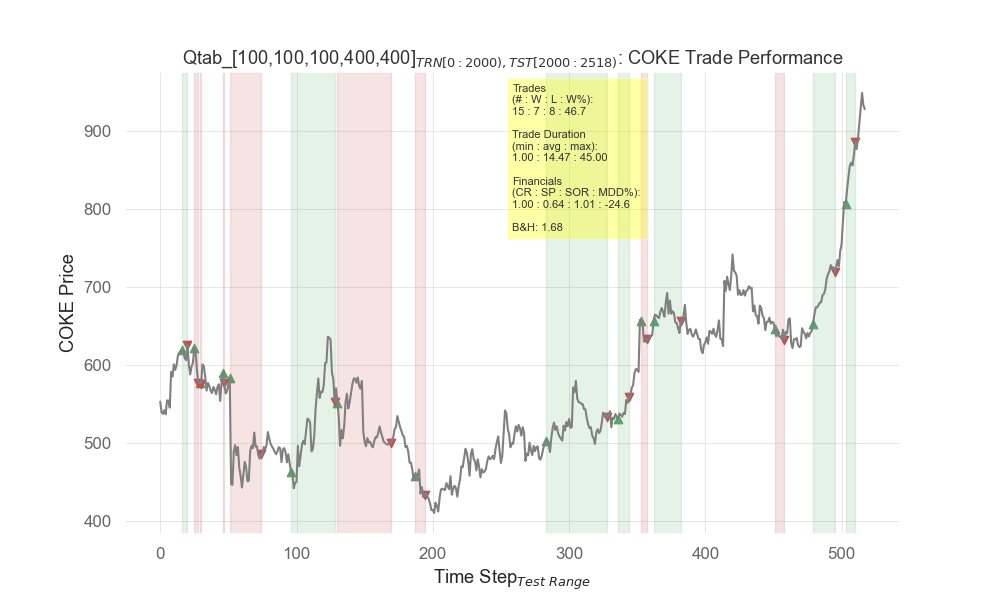 Qtab_[100,100,100,400,400]TRN[0:2000),TST[2000:2518): COKE Trade Performance
Trades
(# : W : L : W%):
15 : 7 : 8 : 46.7
Trade Duration
(min : avg : max):
1.00 : 14.47 : 45.00
Financials
(CR : SP : SOR : MDD%):
1.00 : 0.64 : 1.01 : -24.6
B&H: 1.68
COKE Price
900
800
700
600
500
400
0 100 200 300 400 500
Time StepTest Range